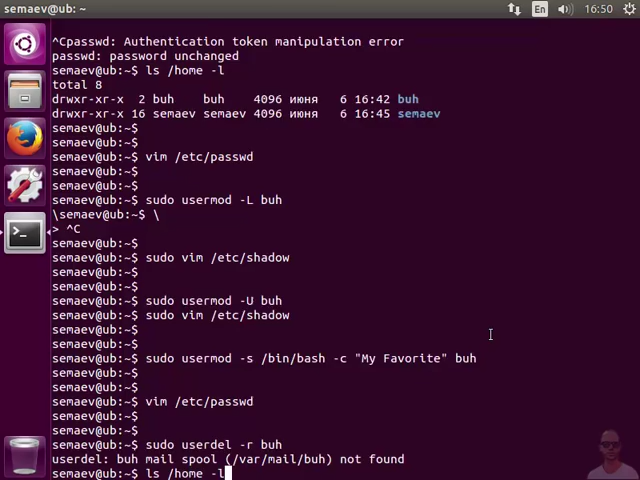 semaev@ub: ~
En
16:50
^Cpasswd: Authentication token manipulation error
passwd: password unchanged
semaev@ub:~$ ls /home -l
total 8
drwxr-xr-x  2 buh    buh    4096 июня   6 16:42 buh
drwxr-xr-x 16 semaev semaev 4096 июня   6 16:45 semaev
semaev@ub:~$
semaev@ub:~$
semaev@ub:~$ vim /etc/passwd
semaev@ub:~$
semaev@ub:~$
semaev@ub:~$ sudo usermod -L buh
\semaev@ub:~$ \
> ^C
semaev@ub:~$
semaev@ub:~$ sudo vim /etc/shadow
semaev@ub:~$
semaev@ub:~$
semaev@ub:~$ sudo usermod -U buh
semaev@ub:~$ sudo vim /etc/shadow
semaev@ub:~$
semaev@ub:~$
semaev@ub:~$ sudo usermod -s /bin/bash -c "My Favorite" buh
semaev@ub:~$
semaev@ub:~$
semaev@ub:~$ vim /etc/passwd
semaev@ub:~$
semaev@ub:~$
semaev@ub:~$ sudo userdel -r buh
userdel: buh mail spool (/var/mail/buh) not found
semaev@ub:~$ ls /home -l